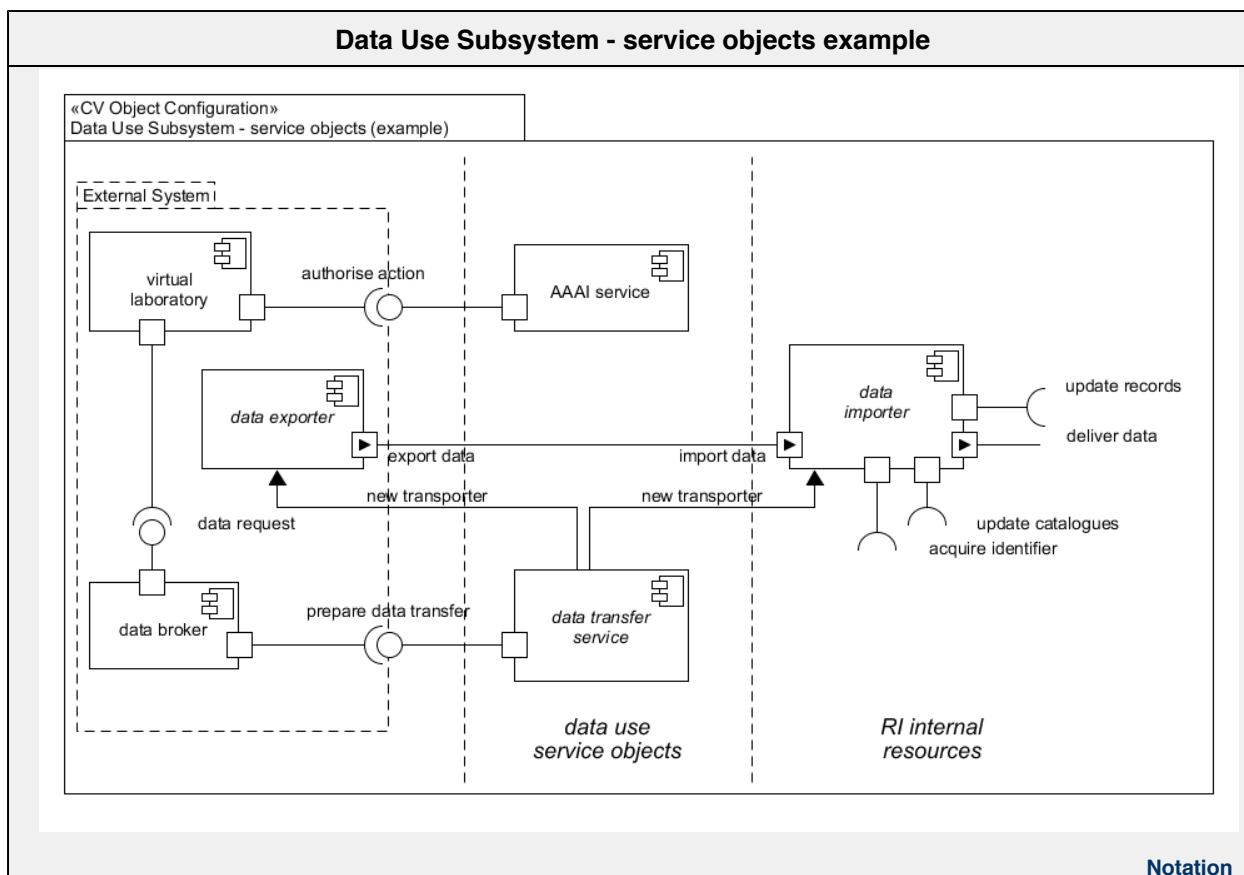 Data Use Subsystem - service objects example
«CV Object Configuration»
Data Use Subsystem - service objects (example)
External System
virtual
laboratory
authorise action
AAAI service
data exporter
data
importer
update records
deliver data
export data
import data
new transporter
new transporter
data request
update catalogues
acquire identifier
data broker
prepare data transfer
data transfer
service
data use
service objects
RI internal
resources
Notation